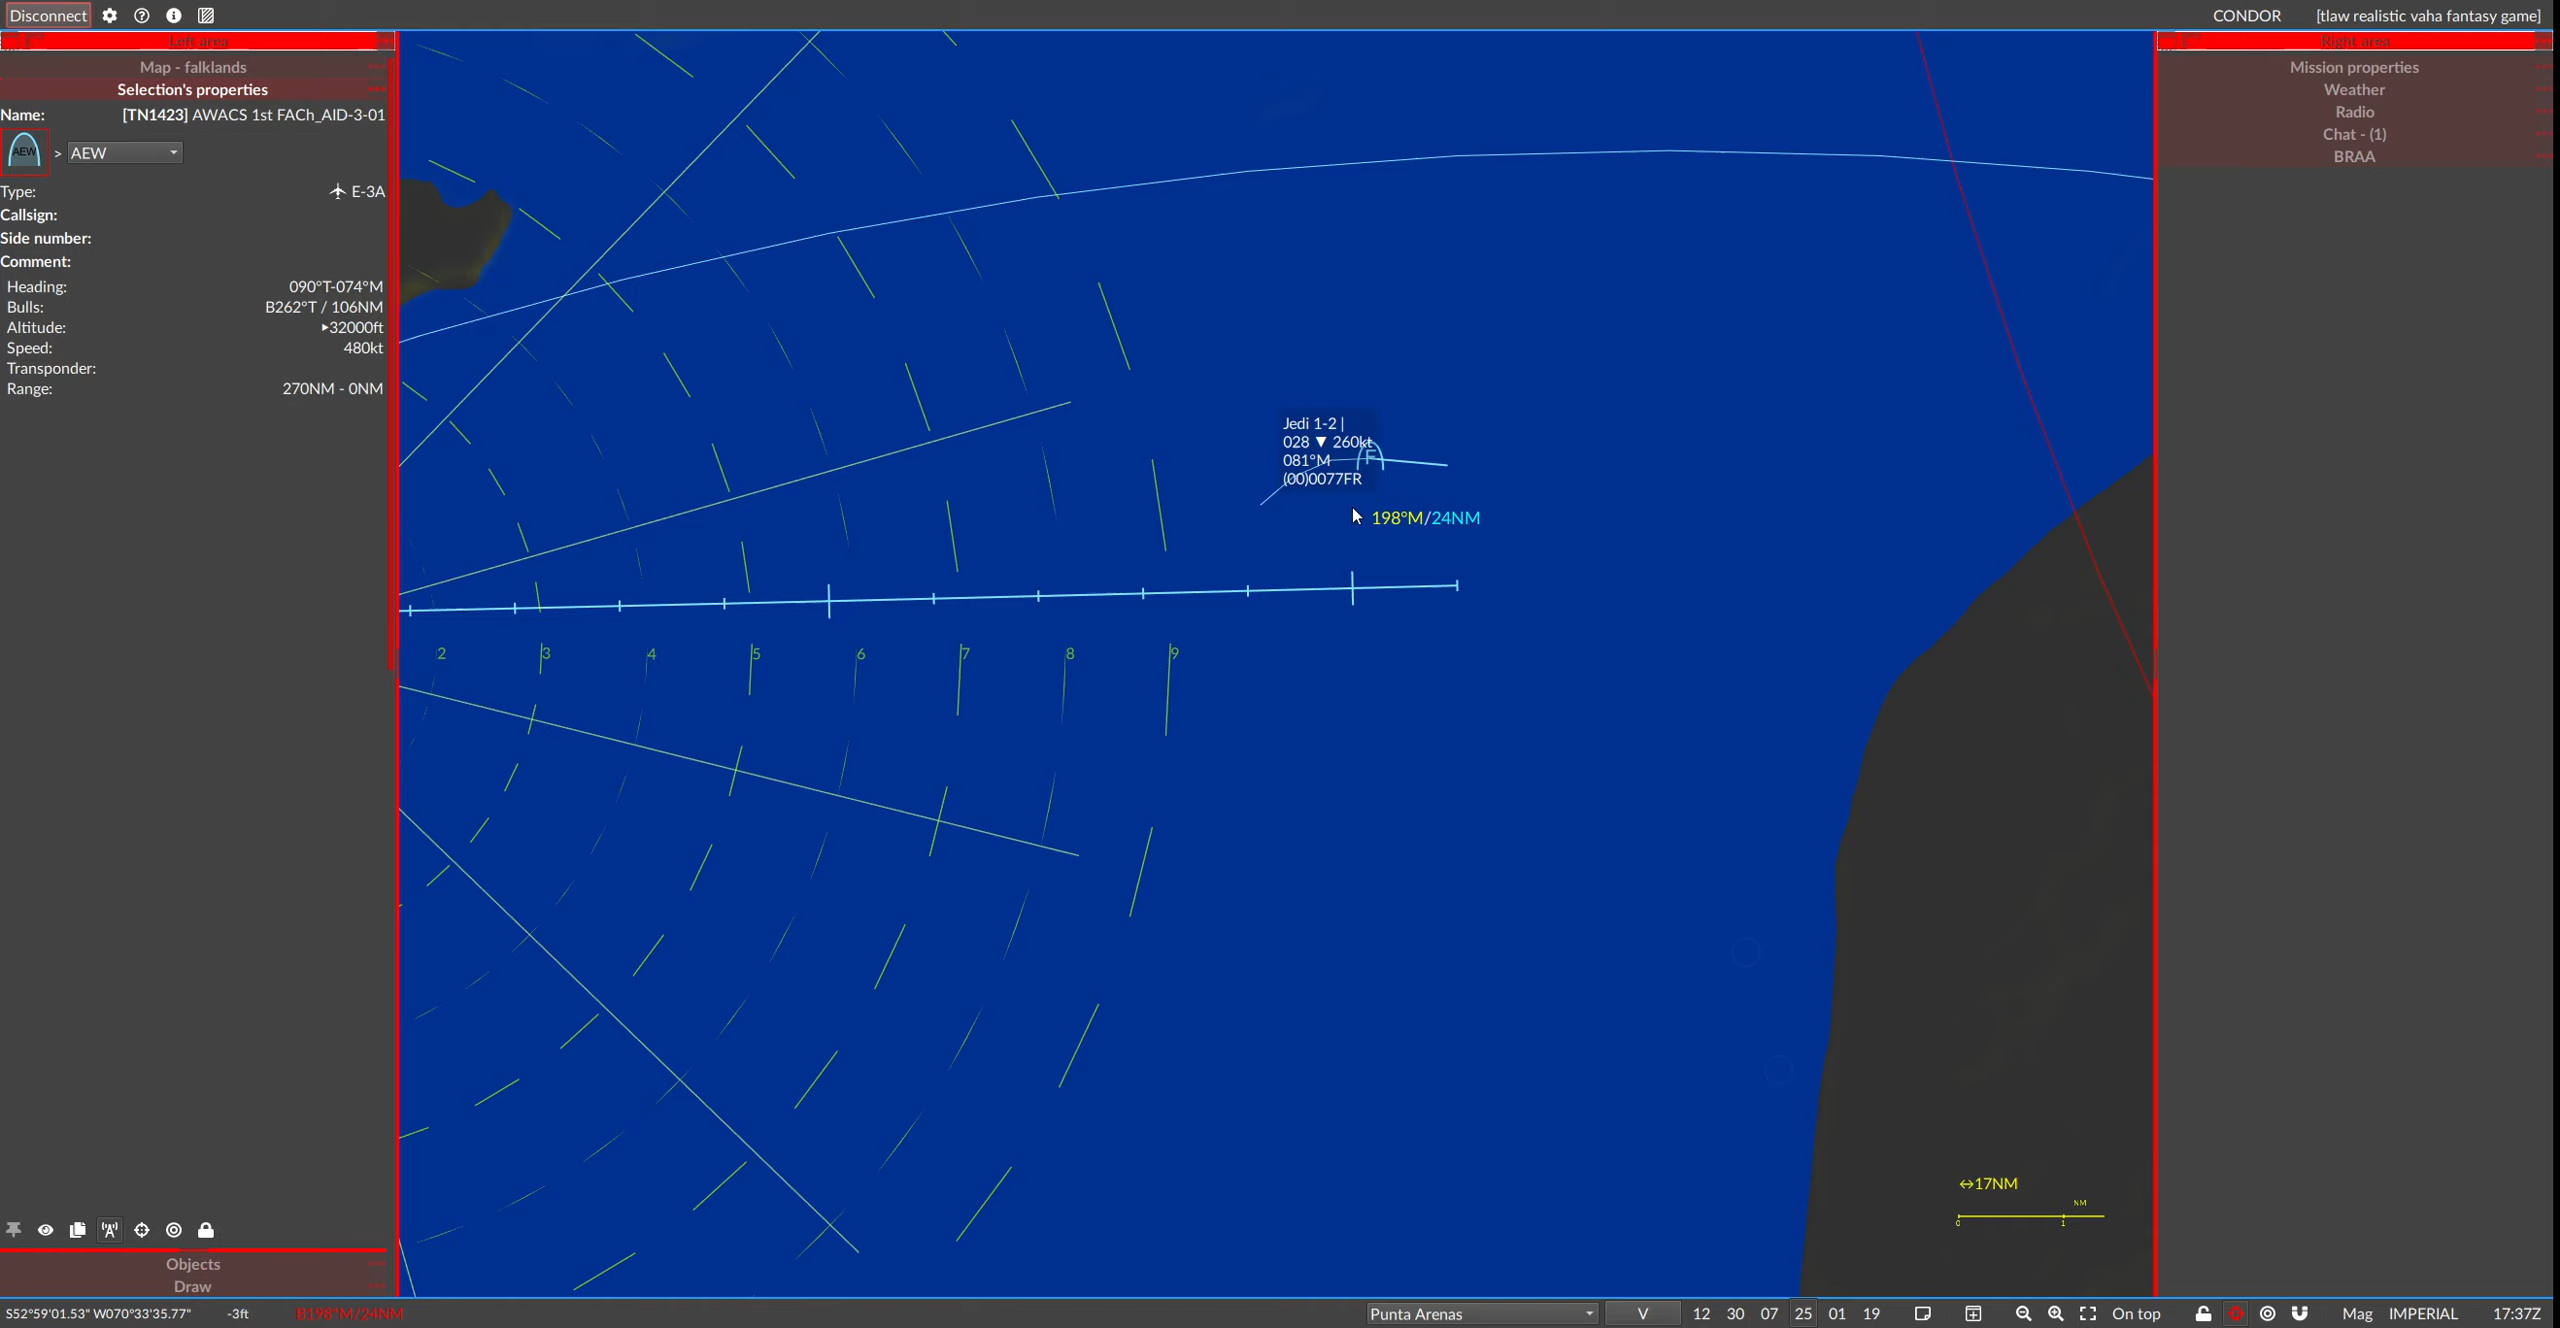 Disconnect
CONDOR
[tlaw realistic vaha fantasy game]
Left area
Map - falklands
Selection's properties
Name:
[TN1423] AWACS 1st FACh_AID-3-01
AEW
>
AEW
Type:
E-3A
Callsign:
Side number:
Comment:
Heading:
090°T-074°M
Bulls:
B262°T / 106NM
Altitude:
▸32000ft
Speed:
480kt
Transponder:
Range:
270NM - 0NM
Objects
Draw
Jedi 1-2 |
028 ▼ 260kt
081°M
(00)0077FR
F
198°M/24NM
2
3
4
5
6
7
8
9
↔17NM
NM
0
1
Right area
Mission properties
Weather
Radio
Chat - (1)
BRAA
S52°59'01.53" W070°33'35.77"
-3ft
B198°M/24NM
Punta Arenas
V
12
30
07
25
01
19
On top
Mag
IMPERIAL
17:37Z